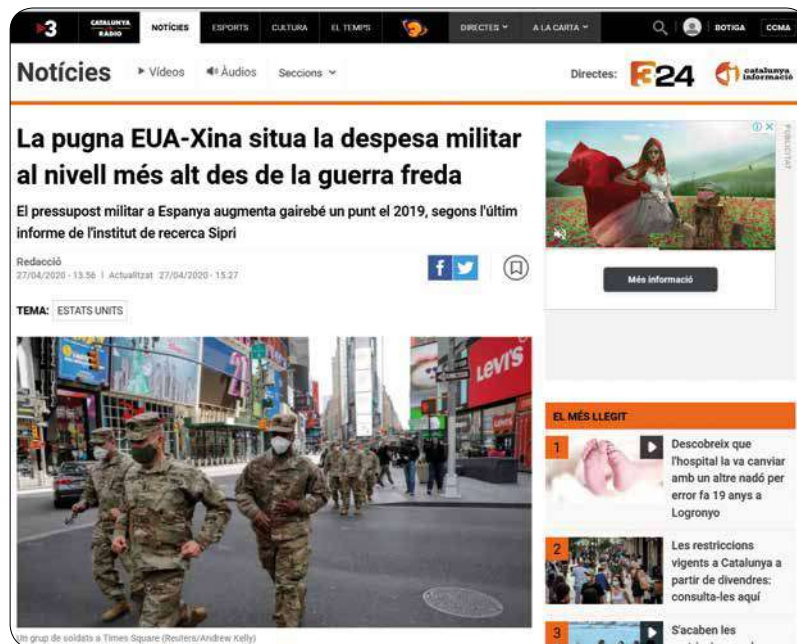 3
CATALUNYA RÀDIO
NOTÍCIES
ESPORTS
CULTURA
EL TEMPS
DIRECTES
A LA CARTA
BOTIGA
CCMA
Notícies
Vídeos
Àudios
Seccions
Directes:
324
catalunya
informació
La pugna EUA-Xina situa la despesa militar
al nivell més alt des de la guerra freda
El pressupost militar a Espanya augmenta gairebé un punt el 2019, segons l'últim
informe de l'institut de recerca Sipri
Redacció
27/04/2020 - 13.56 | Actualitzat 27/04/2020 - 15.27
TEMA: ESTATS UNITS
LEVI'S
Un grup de soldats a Times Square (Reuters/Andrew Kelly)
PUBLICITAT
Més informació
EL MÉS LLEGIT
1
Descobreix que
l'hospital la va canviar
amb un altre nadó per
error fa 19 anys a
Logronyo
2
Les restriccions
vigents a Catalunya a
partir de divendres:
consulta-les aquí
3
S'acaben les